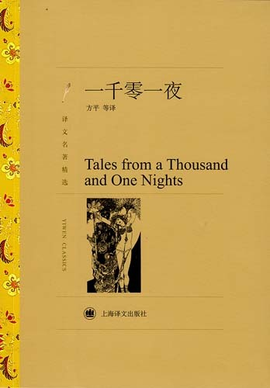 一千零一夜
方平 等译
译文名著精选
YIWEN CLASSICS
Tales from a Thousand
and One Nights
上海译文出版社